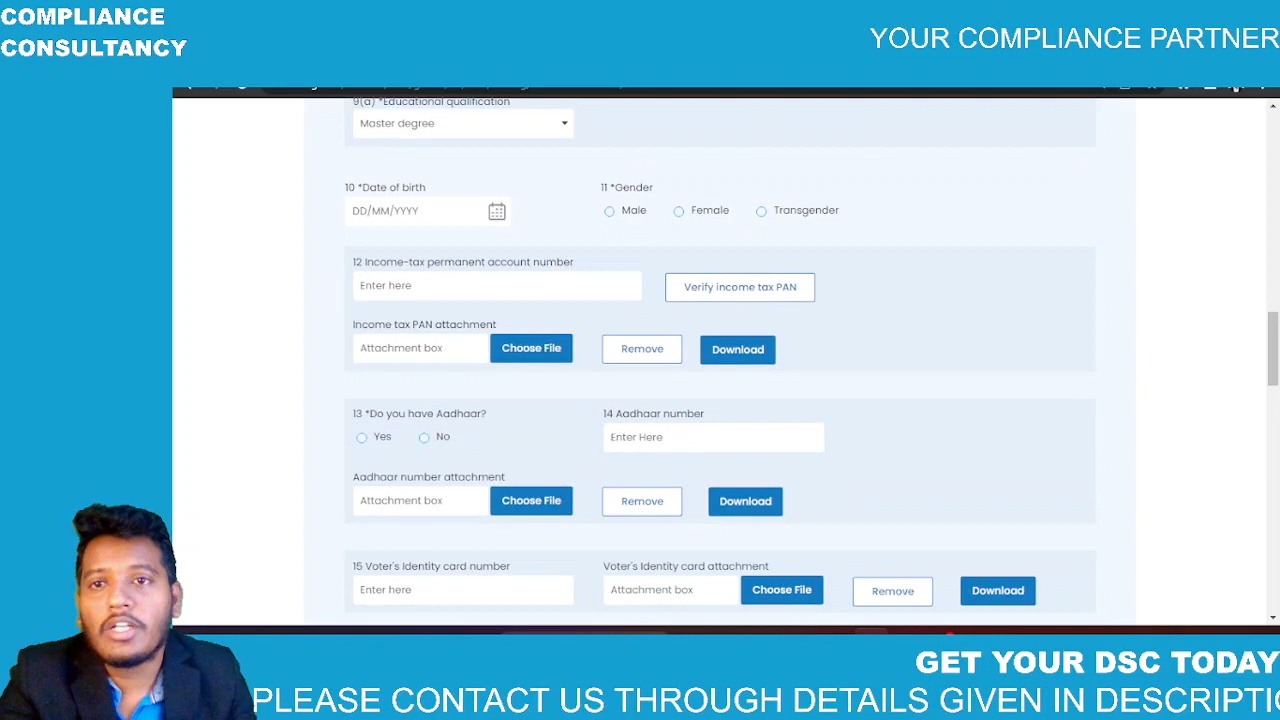 COMPLIANCE
CONSULTANCY
YOUR COMPLIANCE PARTNER
9(a) *Educational qualification
Master degree
10 *Date of birth
11 *Gender
DD/MM/YYYY
Male
Female
Transgender
12 Income-tax permanent account number
Enter here
Verify income tax PAN
Income tax PAN attachment
Attachment box
Choose File
Remove
Download
13 *Do you have Aadhaar?
14 Aadhaar number
Yes
No
Enter Here
Aadhaar number attachment
Attachment box
Choose File
Remove
Download
15 Voter's Identity card number
Voter's Identity card attachment
Enter here
Attachment box
Choose File
Remove
Download
GET YOUR DSC TODAY
PLEASE CONTACT US THROUGH DETAILS GIVEN IN DESCRIPTI